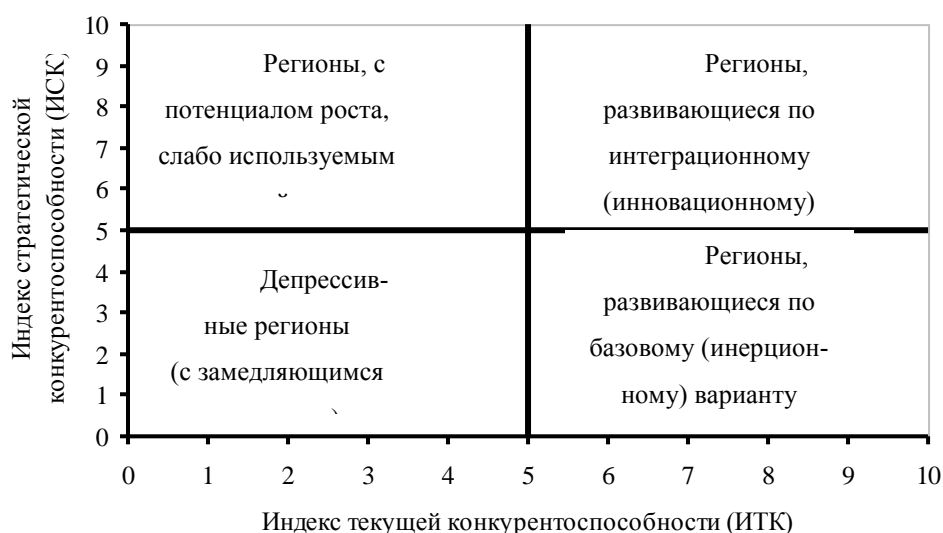 Индекс стратегической
конкурентоспособности (ИСК)
10
9
8
7
6
5
4
3
2
1
0
Регионы, с
потенциалом роста,
слабо используемым
Регионы,
развивающиеся по
интеграционному
(инновационному)
Депрессив-
ные регионы
(с замедляющимся
Регионы,
развивающиеся по
базовому (инерцион-
ному) варианту
0 1 2 3 4 5 6 7 8 9 10
Индекс текущей конкурентоспособности (ИТК)